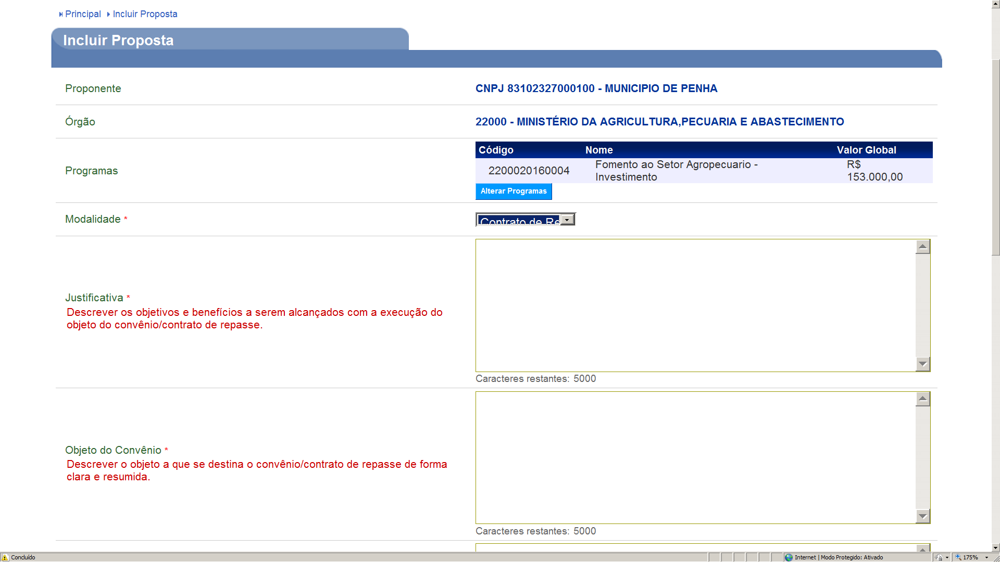 Principal Incluir Proposta
Incluir Proposta
Proponente
CNPJ 83102327000100 - MUNICIPIO DE PENHA
Órgão
22000 - MINISTÉRIO DA AGRICULTURA,PECUARIA E ABASTECIMENTO
Programas
Código Nome Valor Global
2200020160004
Fomento ao Setor Agropecuario -
Investimento
R$
153.000,00
Alterar Programas
Modalidade *
Contrato de Re
Justificativa *
Descrever os objetivos e benefícios a serem alcançados com a execução do
objeto do convênio/contrato de repasse.
Caracteres restantes: 5000
Objeto do Convênio *
Descrever o objeto a que se destina o convênio/contrato de repasse de forma
clara e resumida.
Caracteres restantes: 5000
Concluído
Internet | Modo Protegido: Ativado
175%